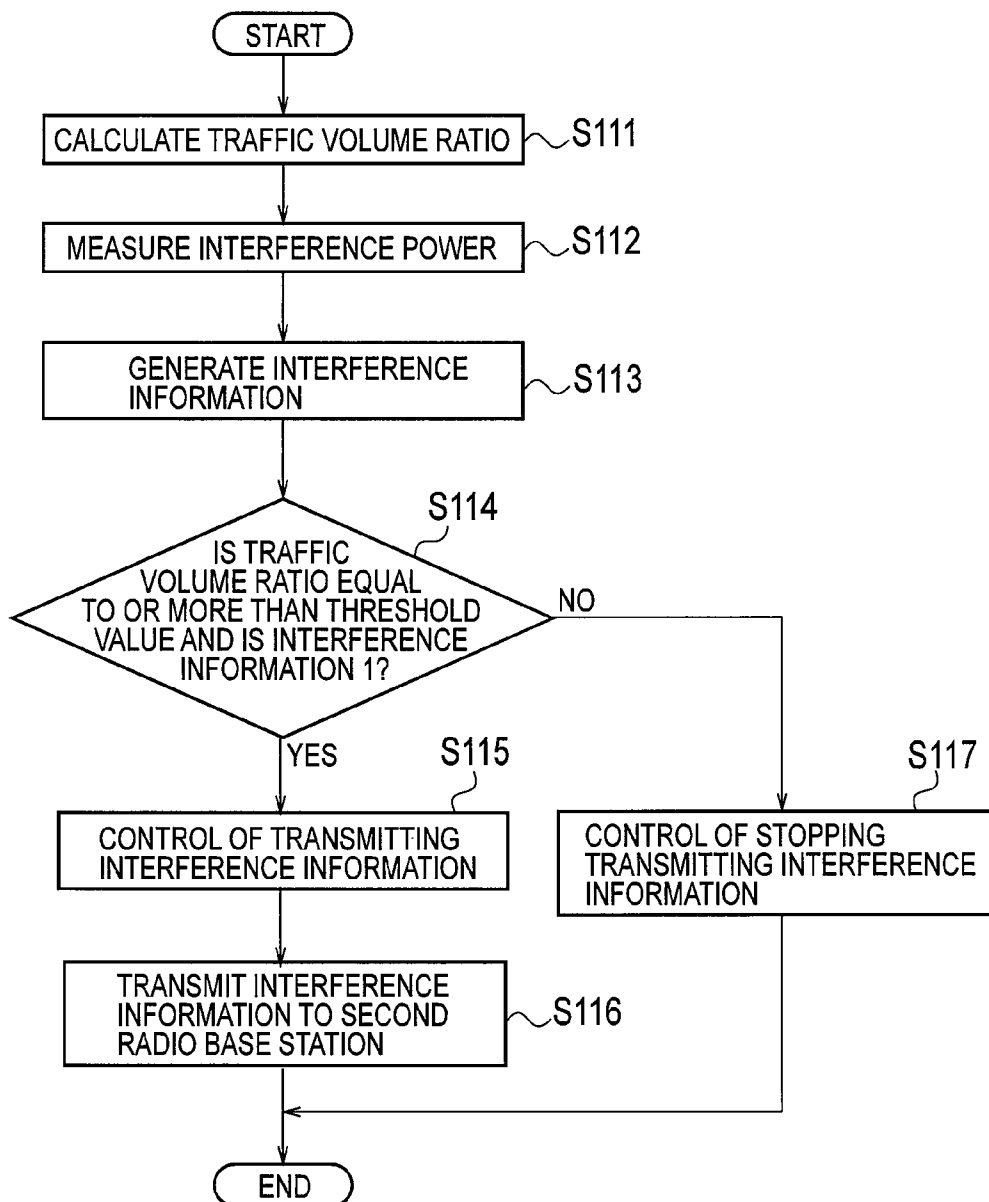 START
CALCULATE TRAFFIC VOLUME RATIO
S111
MEASURE INTERFERENCE POWER
S112
GENERATE INTERFERENCE
INFORMATION
S113
S114
IS TRAFFIC
VOLUME RATIO EQUAL
TO OR MORE THAN THRESHOLD
VALUE AND IS INTERFERENCE
INFORMATION 1?
NO
YES
S115
CONTROL OF TRANSMITTING
INTERFERENCE INFORMATION
S117
CONTROL OF STOPPING
TRANSMITTING INTERFERENCE
INFORMATION
TRANSMIT INTERFERENCE
INFORMATION TO SECOND
RADIO BASE STATION
S116
END